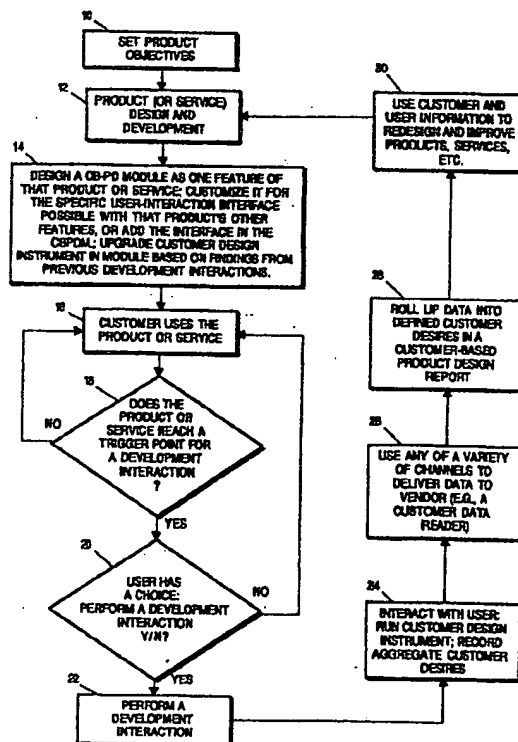 10
SET PRODUCT
OBJECTIVES
12
PRODUCT (OR SERVICE)
DESIGN AND
DEVELOPMENT
14
DESIGN A CB-PD MODULE AS ONE FEATURE OF
THAT PRODUCT OR SERVICE; CUSTOMIZE IT FOR
THE SPECIFIC USER-INTERACTION INTERFACE
POSSIBLE WITH THAT PRODUCT'S OTHER
FEATURES, OR ADD THE INTERFACE IN THE
CBPDM.; UPGRADE CUSTOMER DESIGN
INSTRUMENT IN MODULE BASED ON FINDINGS FROM
PREVIOUS DEVELOPMENT INTERACTIONS.
16
CUSTOMER USES THE
PRODUCT OR SERVICE
18
DOES THE
PRODUCT OR
SERVICE REACH A
TRIGGER POINT FOR
A DEVELOPMENT
INTERACTION
?
NO
YES
20
USER HAS
A CHOICE:
PERFORM A DEVELOPMENT
INTERACTION
Y/N?
NO
YES
22
PERFORM A
DEVELOPMENT
INTERACTION
24
INTERACT WITH USER:
RUN CUSTOMER DESIGN
INSTRUMENT; RECORD
AGGREGATE CUSTOMER
DESIRES
26
USE ANY OF A VARIETY
OF CHANNELS TO
DELIVER DATA TO
VENDOR (E.G., A
CUSTOMER DATA
READER)
28
ROLL UP DATA INTO
DEFINED CUSTOMER
DESIRES IN A
CUSTOMER-BASED
PRODUCT DESIGN
REPORT
30
USE CUSTOMER AND
USER INFORMATION TO
REDESIGN AND IMPROVE
PRODUCTS, SERVICES,
ETC.